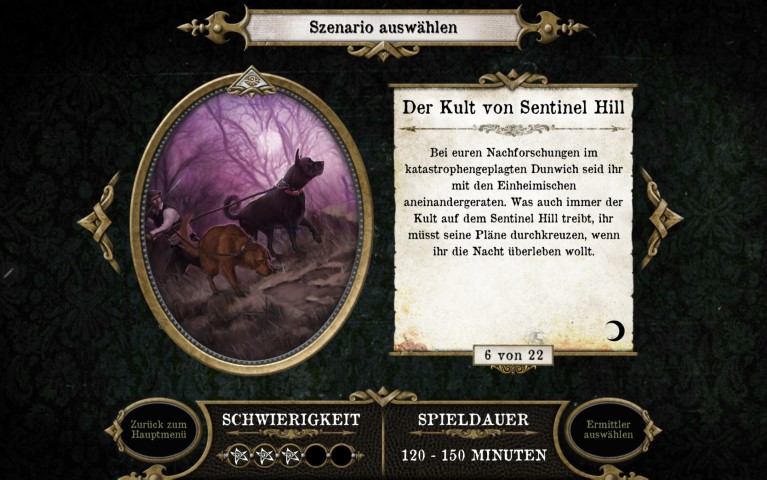 Szenario auswählen
Der Kult von Sentinel Hill
Bei euren Nachforschungen im
katastrophengeplagten Dunwich seid ihr
mit den Einheimischen
aneinandergeraten. Was auch immer der
Kult auf dem Sentinel Hill treibt, ihr
müsst seine Pläne durchkreuzen, wenn
ihr die Nacht überleben wollt.
6 von 22
Zurück zum
Hauptmenü
SCHWIERIGKEIT
SPIELDAUER
120 - 150 MINUTEN
Ermittler
auswählen